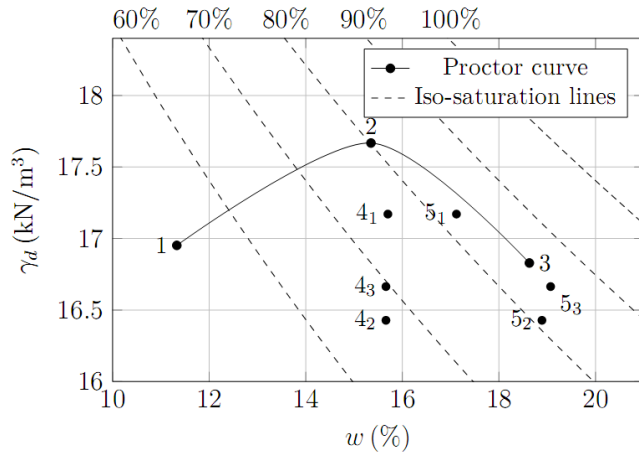 60% 70% 80% 90% 100%
Proctor curve
Iso-saturation lines
18
17.5
17
16.5
16
γd (kN/m³)
1
2
3
4₁
5₁
4₃
5₃
4₂
5₂
10 12 14 16 18 20
w (%)